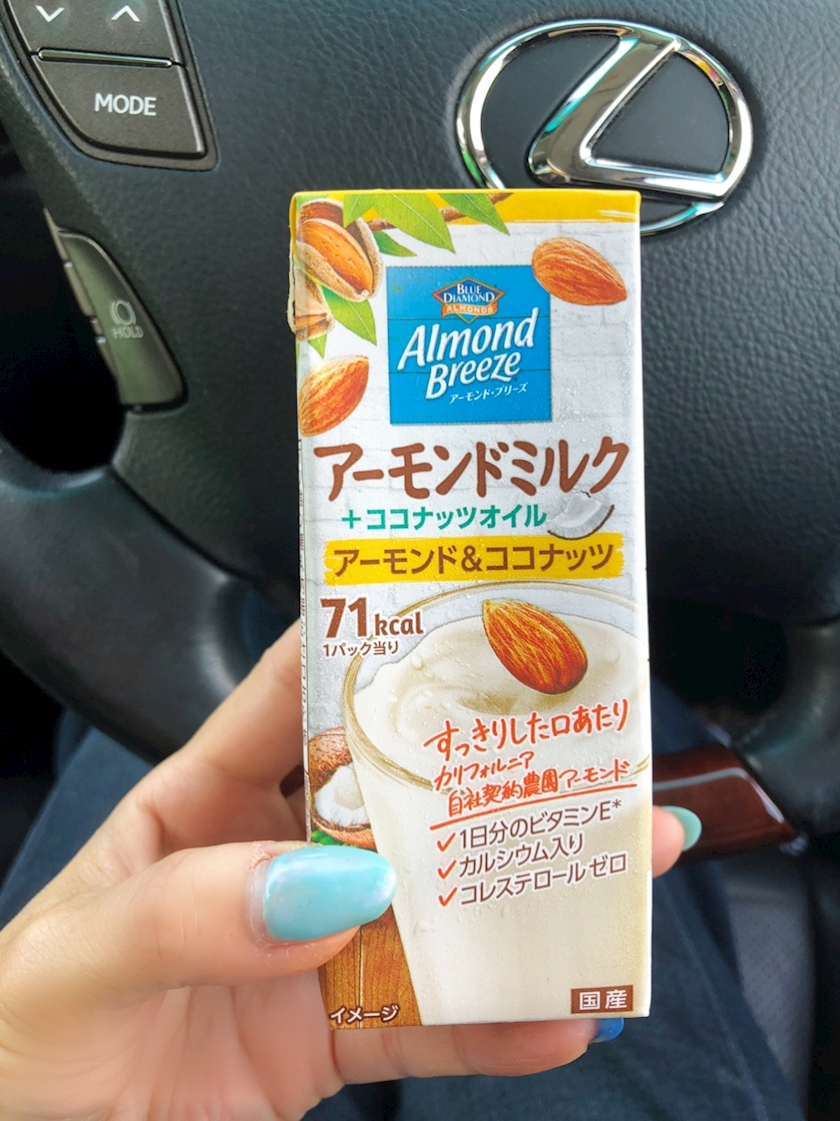 MODE
HOLD
BLUE
DIAMOND
ALMONDS
Almond
Breeze
アーモンド・ブリーズ
アーモンドミルク
+ココナッツオイル
アーモンド&ココナッツ
71kcal
1パック当り
すっきりした口あたり
カリフォルニア
自社契約農園アーモンド
✓1日分のビタミンE*
✓カルシウム入り
✓コレステロールゼロ
イメージ
国産